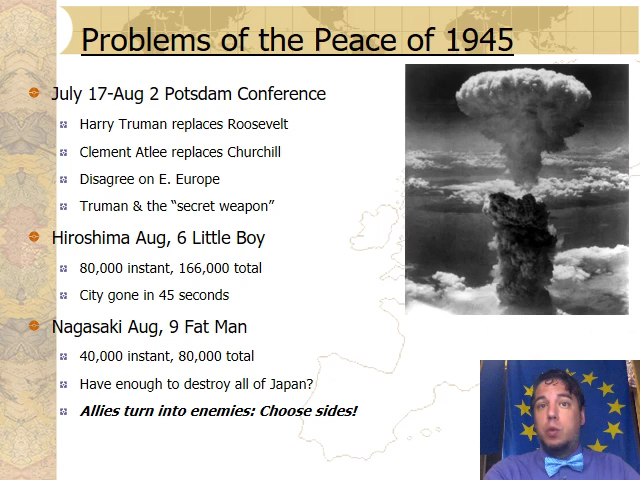 Problems of the Peace of 1945
July 17-Aug 2 Potsdam Conference
Harry Truman replaces Roosevelt
Clement Atlee replaces Churchill
Disagree on E. Europe
Truman & the “secret weapon”
Hiroshima Aug, 6 Little Boy
80,000 instant, 166,000 total
City gone in 45 seconds
Nagasaki Aug, 9 Fat Man
40,000 instant, 80,000 total
Have enough to destroy all of Japan?
Allies turn into enemies: Choose sides!